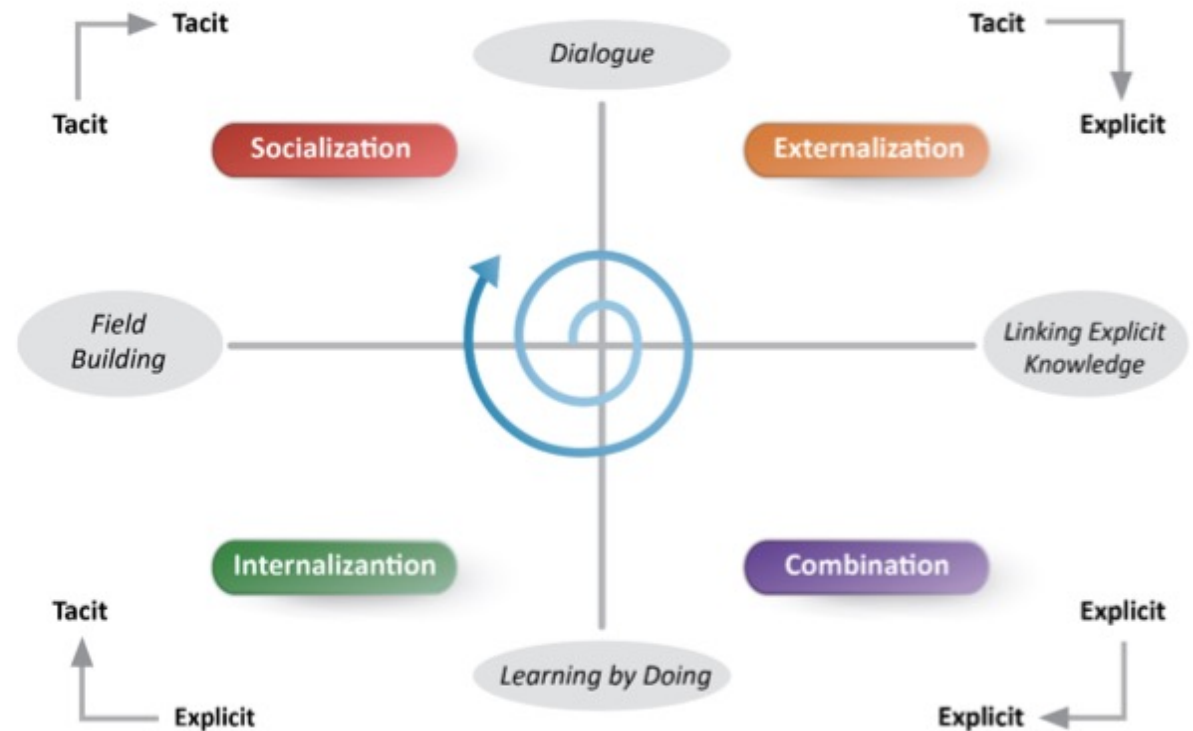 Tacit
Tacit
Dialogue
Tacit
Explicit
Socialization
Externalization
Field
Building
Linking Explicit
Knowledge
Internalizantion
Combination
Tacit
Explicit
Learning by Doing
Explicit
Explicit